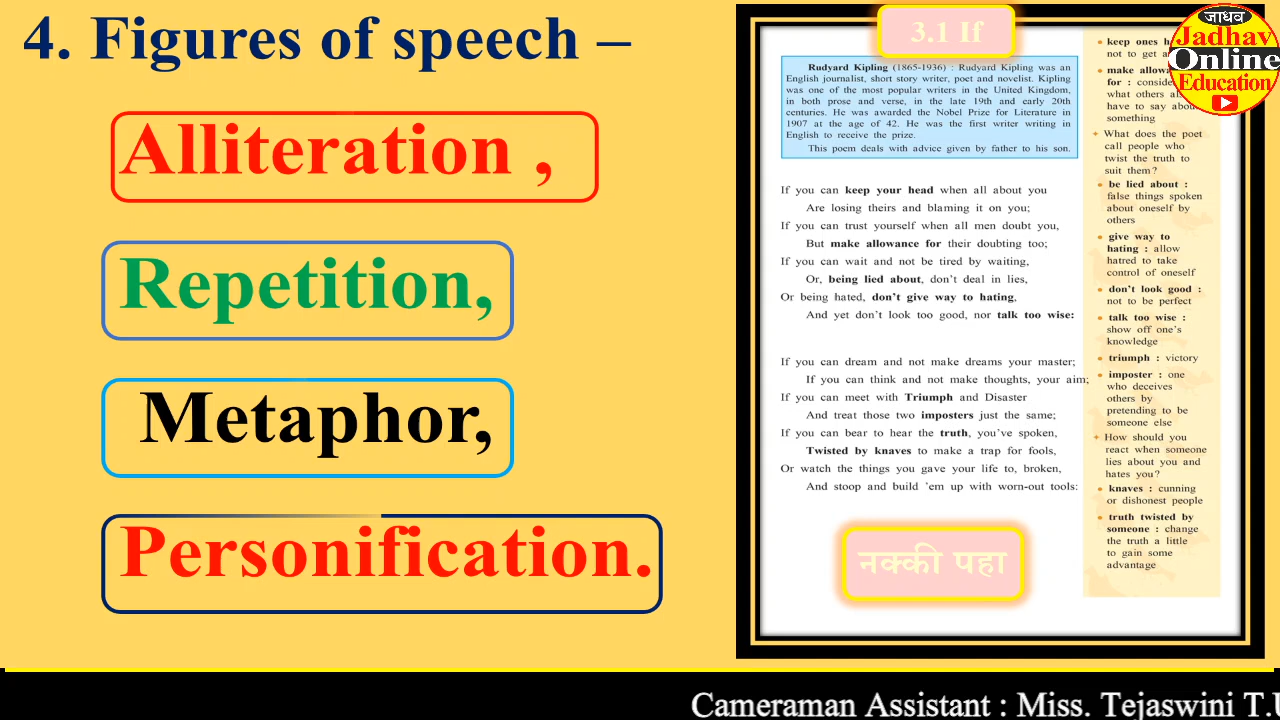 4. Figures of speech –
Alliteration ,
Repetition,
Metaphor,
Personification.
3.1 If
Rudyard Kipling (1865-1936) : Rudyard Kipling was an
English journalist, short story writer, poet and novelist. Kipling
was one of the most popular writers in the United Kingdom,
in both prose and verse, in the late 19th and early 20th
centuries. He was awarded the Nobel Prize for Literature in
1907 at the age of 42. He was the first writer writing in
English to receive the prize.
This poem deals with advice given by father to his son.
If you can keep your head when all about you
Are losing theirs and blaming it on you;
If you can trust yourself when all men doubt you,
But make allowance for their doubting too;
If you can wait and not be tired by waiting,
Or, being lied about, don't deal in lies,
Or being hated, don't give way to hating,
And yet don't look too good, nor talk too wise:
If you can dream and not make dreams your master;
If you can think and not make thoughts, your aim;
If you can meet with Triumph and Disaster
And treat those two imposters just the same;
If you can bear to hear the truth, you've spoken,
Twisted by knaves to make a trap for fools,
Or watch the things you gave your life to, broken,
And stoop and build 'em up with worn-out tools:
नक्की पहा
keep ones
not to get
make
for :
what others
have to say
something
What does the poet
call people who
twist the truth to
suit them?
be lied about :
false things spoken
about oneself by
others
give way to
hating : allow
hatred to take
control of oneself
don't look good :
not to be perfect
talk too wise :
show off one's
knowledge
triumph : victory
imposter : one
who deceives
others by
pretending to be
someone else
How should you
react when someone
lies about you and
hates you?
knaves : cunning
or dishonest people
truth twisted by
someone : change
the truth a little
to gain some
advantage
जाधव
Jadhav
Online
Education
Cameraman Assistant : Miss. Tejaswini T.